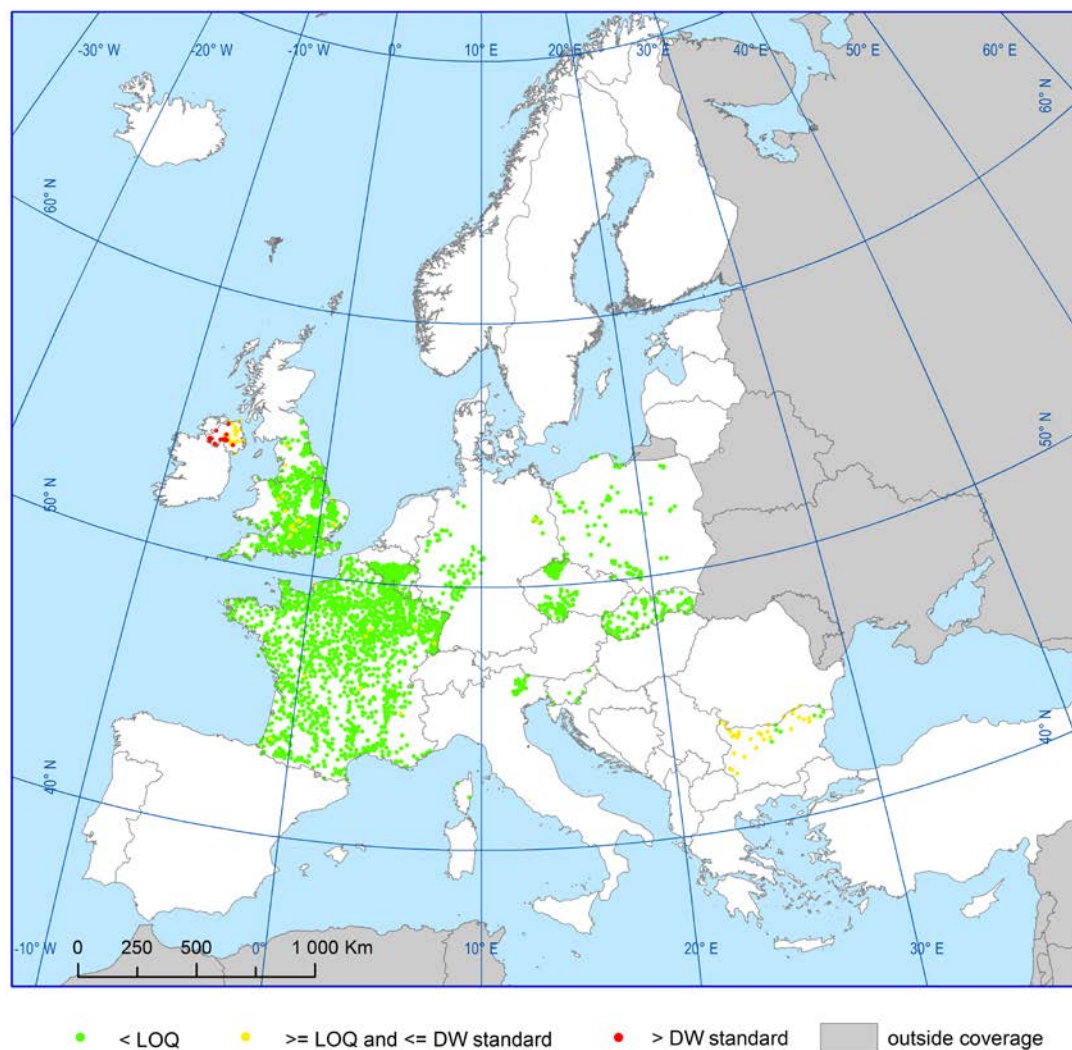 -30° W -20° W -10° W 0° 10° E 20° E 30° E 40° E 50° E 60° E
60° N
60° N
50° N
50° N
40° N
40° N
0 250 500 1 000 Km
-10° W 0° 10° E 20° E 30° E
< LOQ >= LOQ and <= DW standard > DW standard outside coverage